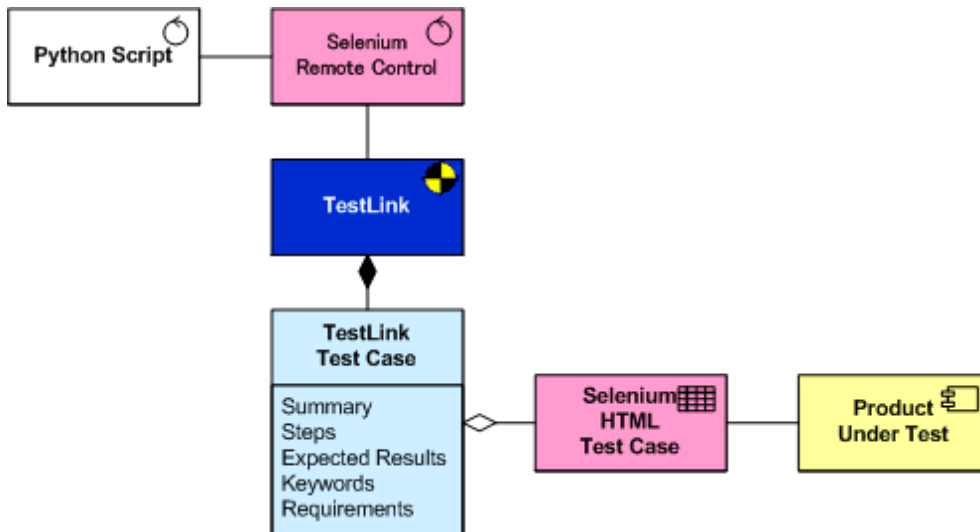 Python Script
Selenium
Remote Control
TestLink
TestLink
Test Case
Summary
Steps
Expected Results
Keywords
Requirements
Selenium
HTML
Test Case
Product
Under Test